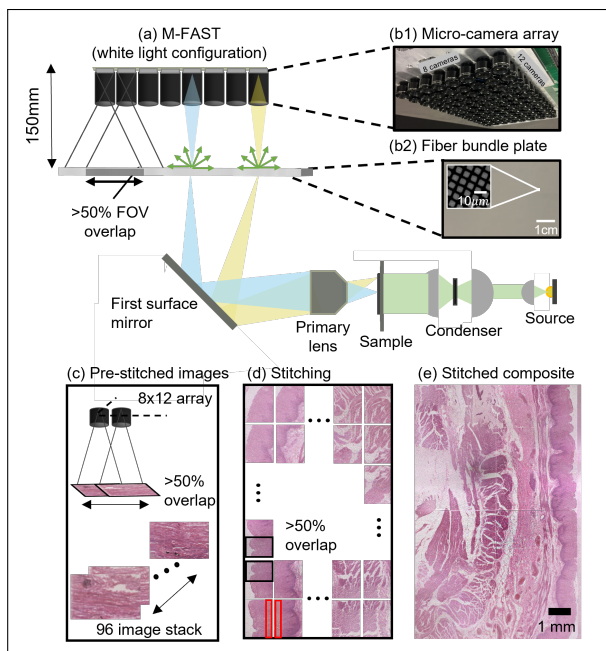 (a) M-FAST
(white light configuration)
(b1) Micro-camera array
8 cameras
12 cameras
150mm
(b2) Fiber bundle plate
10μm
1cm
>50% FOV
overlap
First surface
mirror
Primary
lens
Sample
Condenser
Source
(c) Pre-stitched images
8x12 array
>50%
overlap
96 image stack
(d) Stitching
>50%
overlap
(e) Stitched composite
1 mm